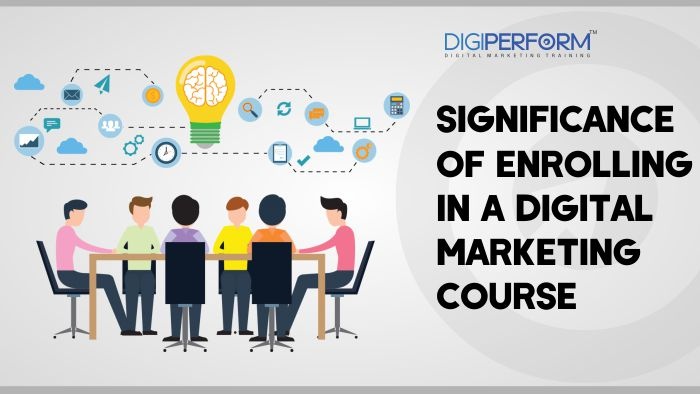 DIGIPERFORM™
DIGITAL MARKETING TRAINING
SIGNIFICANCE
OF ENROLLING
IN A DIGITAL
MARKETING
COURSE